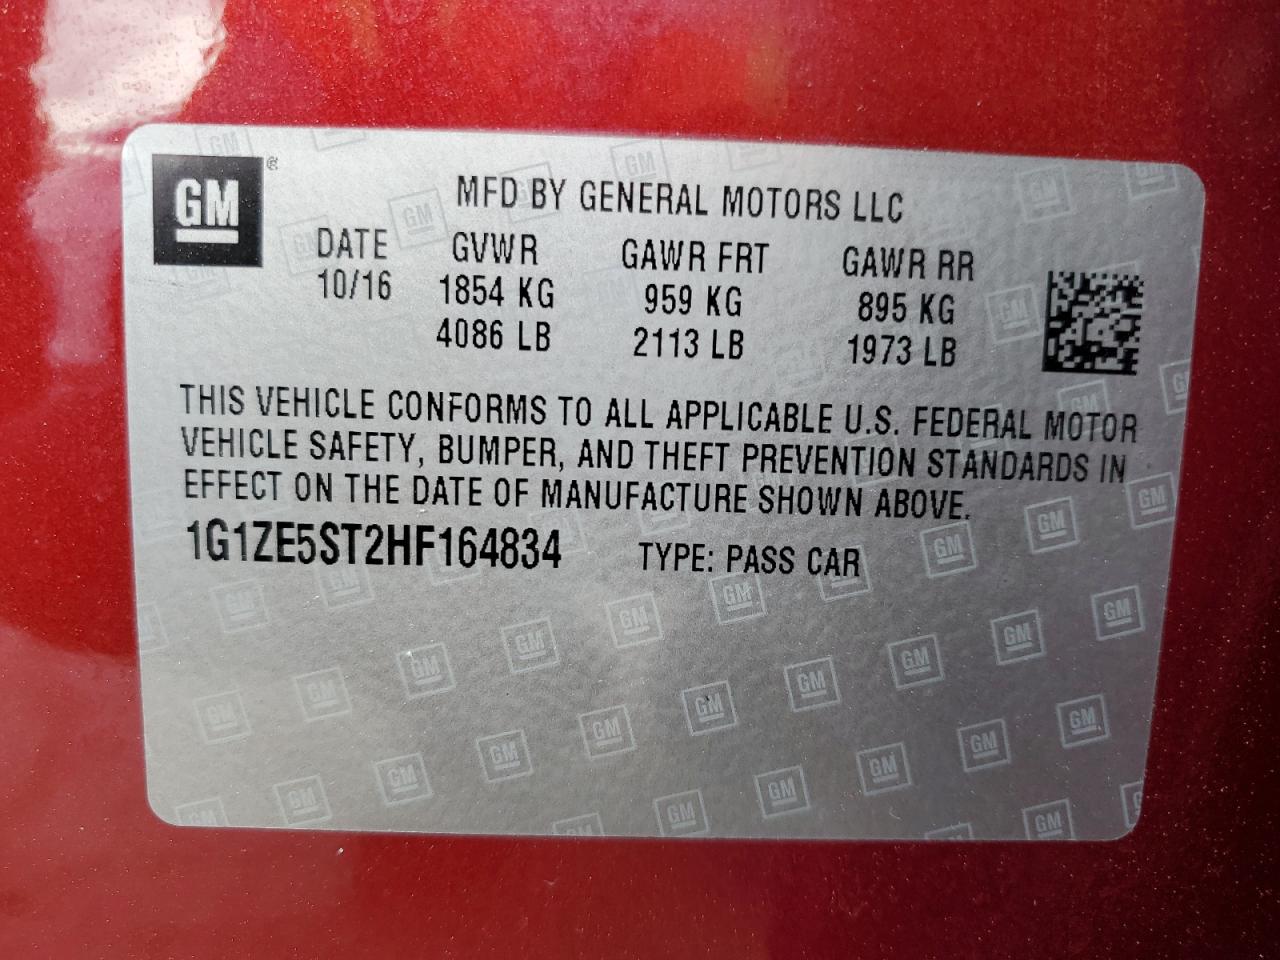 GM ®
MFD BY GENERAL MOTORS LLC
DATE GVWR GAWR FRT GAWR RR
10/16 1854 KG 959 KG 895 KG
4086 LB 2113 LB 1973 LB
THIS VEHICLE CONFORMS TO ALL APPLICABLE U.S. FEDERAL MOTOR
VEHICLE SAFETY, BUMPER, AND THEFT PREVENTION STANDARDS IN
EFFECT ON THE DATE OF MANUFACTURE SHOWN ABOVE.
1G1ZE5ST2HF164834 TYPE: PASS CAR